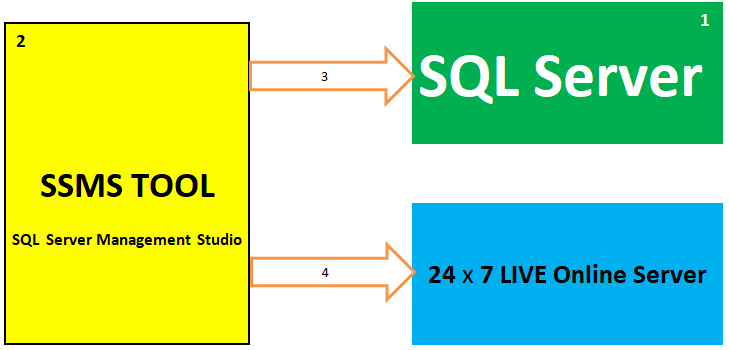 2
SSMS TOOL
SQL Server Management Studio
3
4
1
SQL Server
24 x 7 LIVE Online Server